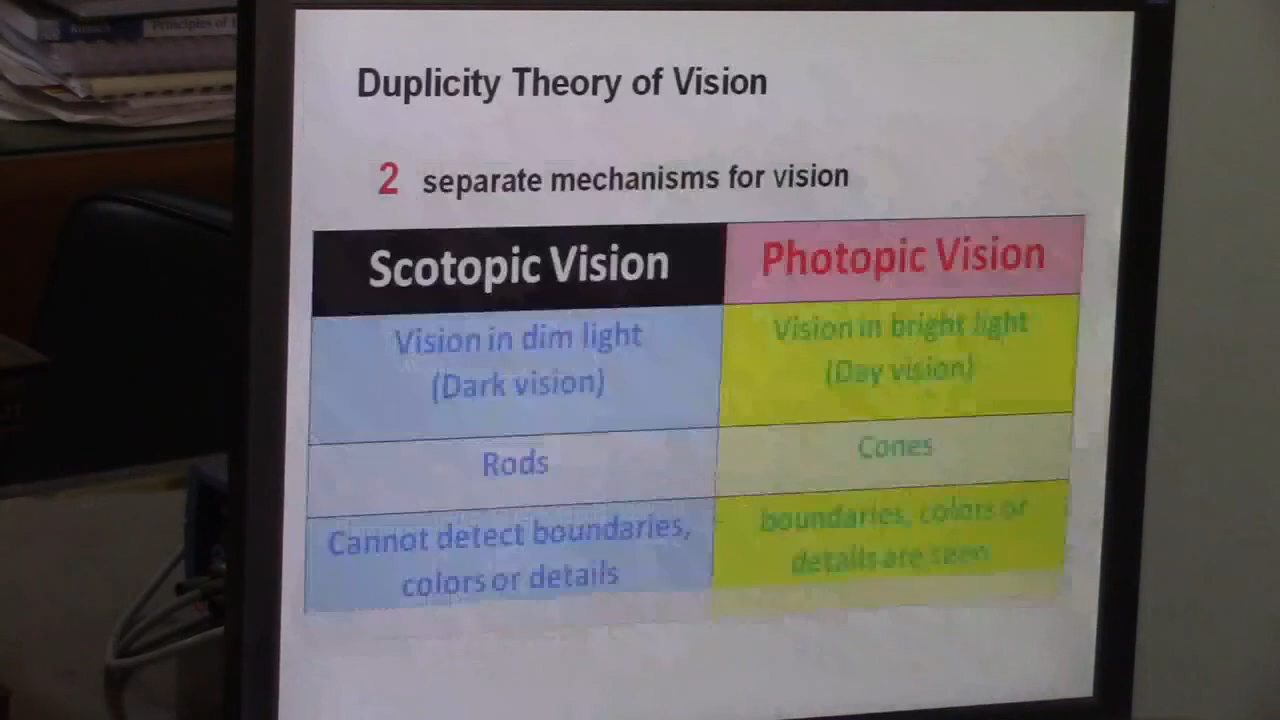 Principles of
Duplicity Theory of Vision
2 separate mechanisms for vision
Scotopic Vision
Photopic Vision
Vision in dim light
(Dark vision)
Vision in bright light
(Day vision)
Rods
Cones
Cannot detect boundaries,
colors or details
boundaries, colors or
details are seen